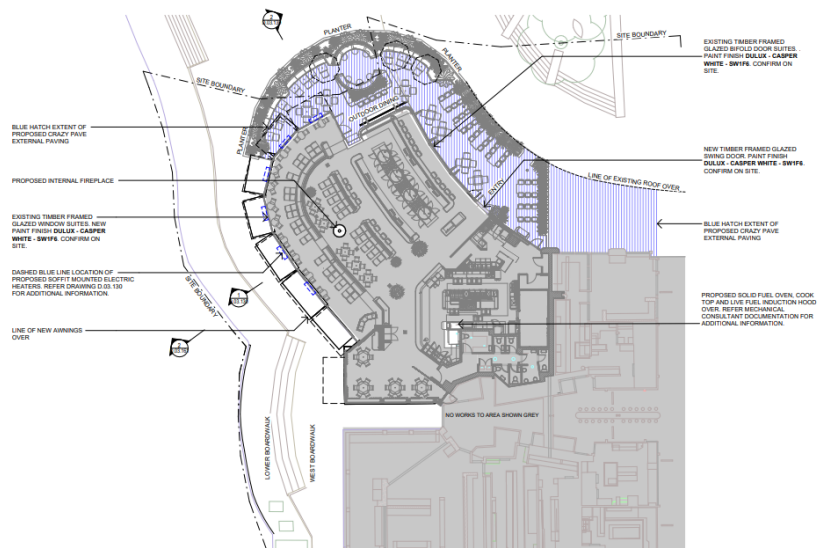 2
D.03.13
PLANTER
SITE BOUNDARY
EXISTING TIMBER FRAMED
GLAZED BIFOLD DOOR SUITES. .
PAINT FINISH DULUX - CASPER
WHITE - SW1F6. CONFIRM ON
SITE.
PLANTER
SITE BOUNDARY
OUTDOOR DINING
BLUE HATCH EXTENT OF
PROPOSED CRAZY PAVE
EXTERNAL PAVING
PLANTER
NEW TIMBER FRAMED GLAZED
SWING DOOR. PAINT FINISH
DULUX - CASPER WHITE - SW1F6.
CONFIRM ON SITE.
PROPOSED INTERNAL FIREPLACE
LINE OF EXISTING ROOF OVER
ENTRY
EXISTING TIMBER FRAMED
GLAZED WINDOW SUITES. NEW
PAINT FINISH DULUX - CASPER
WHITE - SW1F6. CONFIRM ON
SITE.
BLUE HATCH EXTENT OF
PROPOSED CRAZY PAVE
EXTERNAL PAVING
DASHED BLUE LINE LOCATION OF
PROPOSED SOFFIT MOUNTED ELECTRIC
HEATERS. REFER DRAWING D.03.130
FOR ADDITIONAL INFORMATION.
SITE BOUNDARY
1
PROPOSED SOLID FUEL OVEN, COOK
TOP AND LIVE FUEL INDUCTION HOOD
OVER. REFER MECHANICAL
CONSULTANT DOCUMENTATION FOR
ADDITIONAL INFORMATION.
LINE OF NEW AWNINGS
OVER
2
NO WORKS TO AREA SHOWN GREY
LOWER BOARDWALK
WEST BOARDWALK